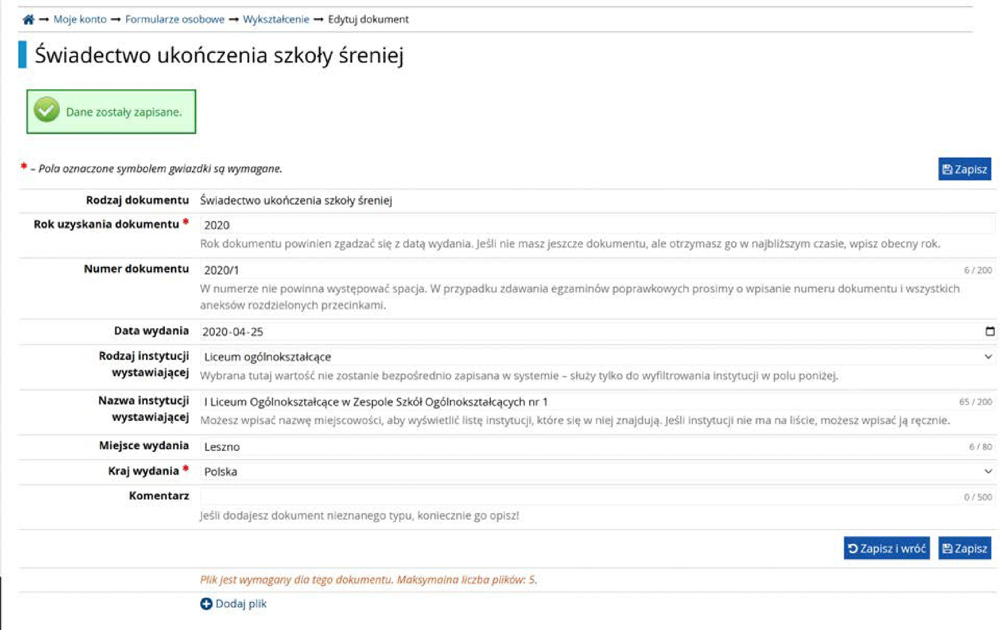 → Moje konto → Formularze osobowe → Wykształcenie → Edytuj dokument
Świadectwo ukończenia szkoły śreniej
Dane zostały zapisane.
* – Pola oznaczone symbolem gwiazdki są wymagane.
Zapisz
Rodzaj dokumentu Świadectwo ukończenia szkoły śreniej
Rok uzyskania dokumentu * 2020
Rok dokumentu powinien zgadzać się z datą wydania. Jeśli nie masz jeszcze dokumentu, ale otrzymasz go w najbliższym czasie, wpisz obecny rok.
Numer dokumentu 2020/1 6 / 200
W numerze nie powinna występować spacja. W przypadku zdawania egzaminów poprawkowych prosimy o wpisanie numeru dokumentu i wszystkich
aneksów rozdzielonych przecinkami.
Data wydania 2020-04-25
Rodzaj instytucji
wystawiającej
Liceum ogólnokształcące
Wybrana tutaj wartość nie zostanie bezpośrednio zapisana w systemie – służy tylko do wyfiltrowania instytucji w polu poniżej.
Nazwa instytucji
wystawiającej
I Liceum Ogólnokształcące w Zespole Szkół Ogólnokształcących nr 1 65 / 200
Możesz wpisać nazwę miejscowości, aby wyświetlić listę instytucji, które się w niej znajdują. Jeśli instytucji nie ma na liście, możesz wpisać ją ręcznie.
Miejsce wydania Leszno 6 / 80
Kraj wydania * Polska
Komentarz 0 / 500
Jeśli dodajesz dokument nieznanego typu, koniecznie go opisz!
Zapisz i wróć Zapisz
Plik jest wymagany dla tego dokumentu. Maksymalna liczba plików: 5.
Dodaj plik